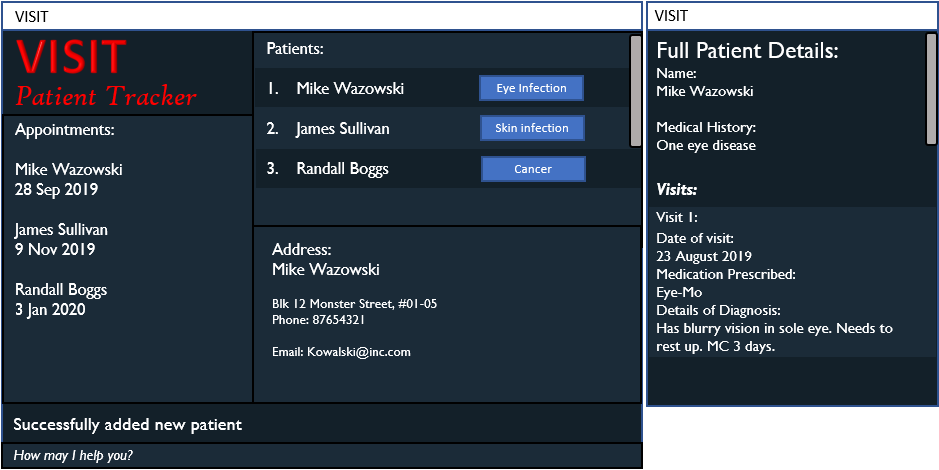 VISIT
VISIT
Patient Tracker
Appointments:
Mike Wazowski
28 Sep 2019
James Sullivan
9 Nov 2019
Randall Boggs
3 Jan 2020
Patients:
1. Mike Wazowski Eye Infection
2. James Sullivan Skin infection
3. Randall Boggs Cancer
Address:
Mike Wazowski
Blk 12 Monster Street, #01-05
Phone: 87654321
Email: Kowalski@inc.com
Successfully added new patient
How may I help you?
VISIT
Full Patient Details:
Name:
Mike Wazowski
Medical History:
One eye disease
Visits:
Visit 1:
Date of visit:
23 August 2019
Medication Prescribed:
Eye-Mo
Details of Diagnosis:
Has blurry vision in sole eye. Needs to
rest up. MC 3 days.